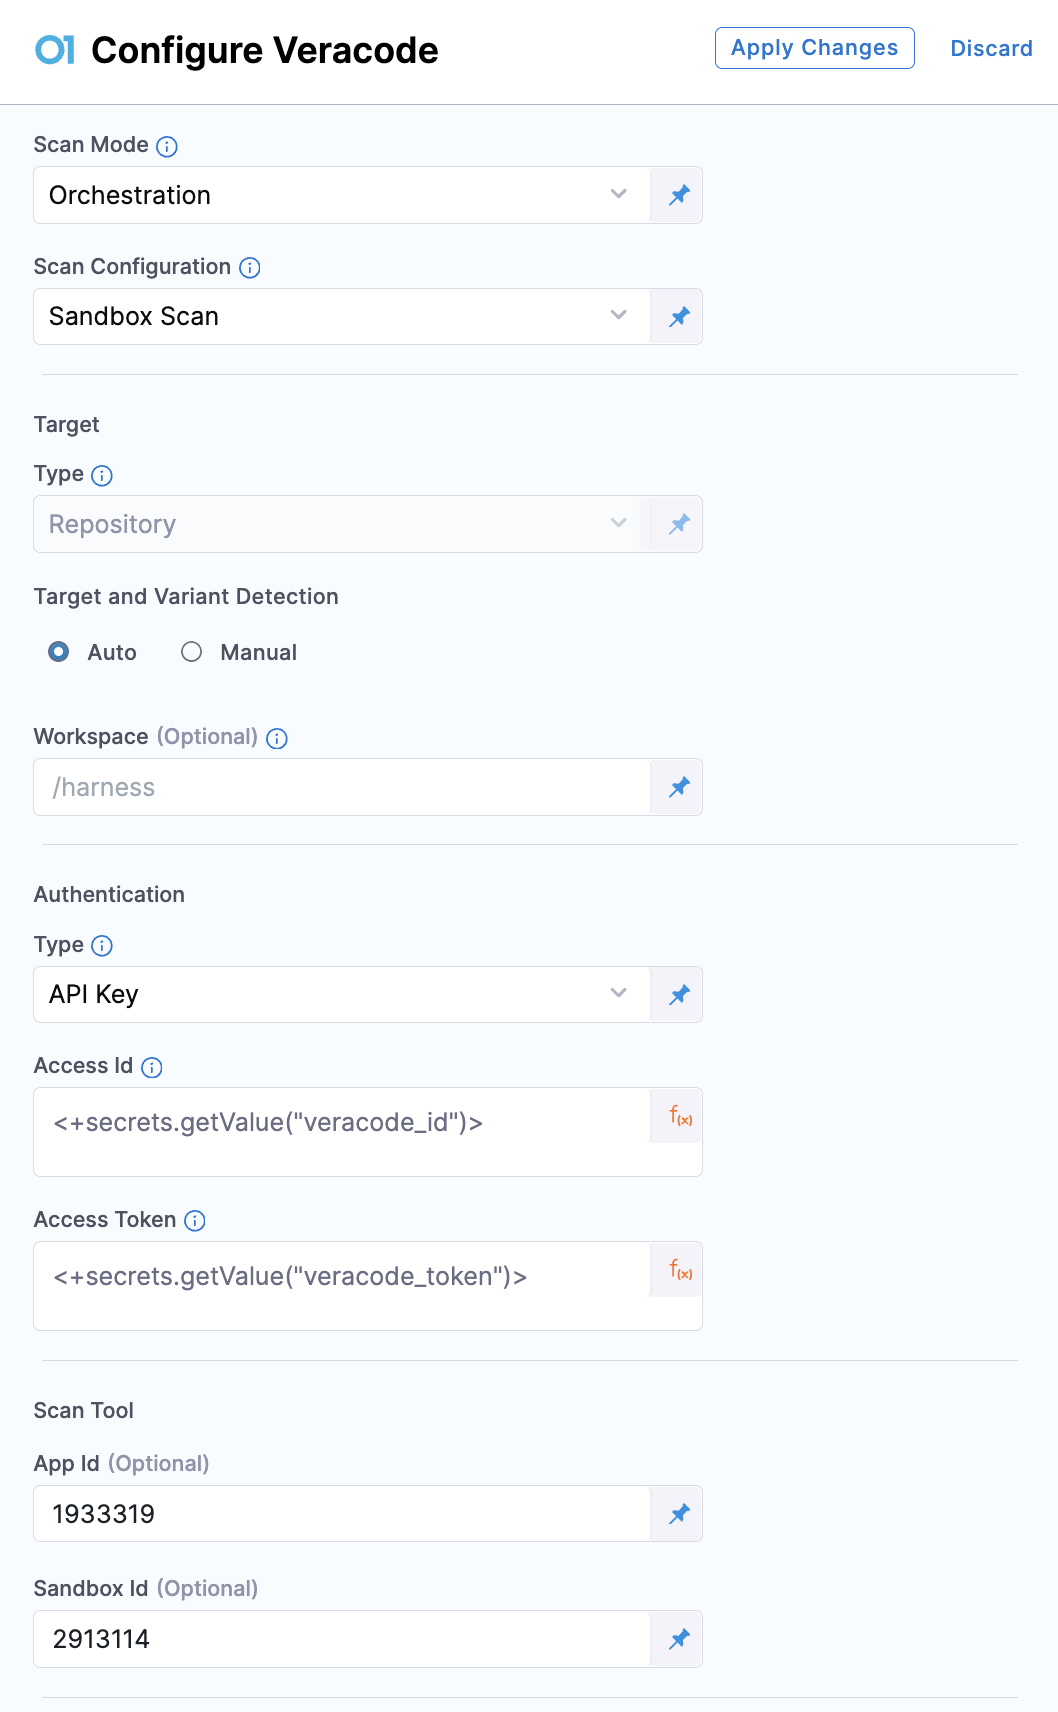 Configure Veracode
Apply Changes
Discard
Scan Mode
Orchestration
Scan Configuration
Sandbox Scan
Target
Type
Repository
Target and Variant Detection
Auto
Manual
Workspace (Optional)
/harness
Authentication
Type
API Key
Access Id
<+secrets.getValue("veracode_id")>
f(x)
Access Token
<+secrets.getValue("veracode_token")>
f(x)
Scan Tool
App Id (Optional)
1933319
Sandbox Id (Optional)
2913114